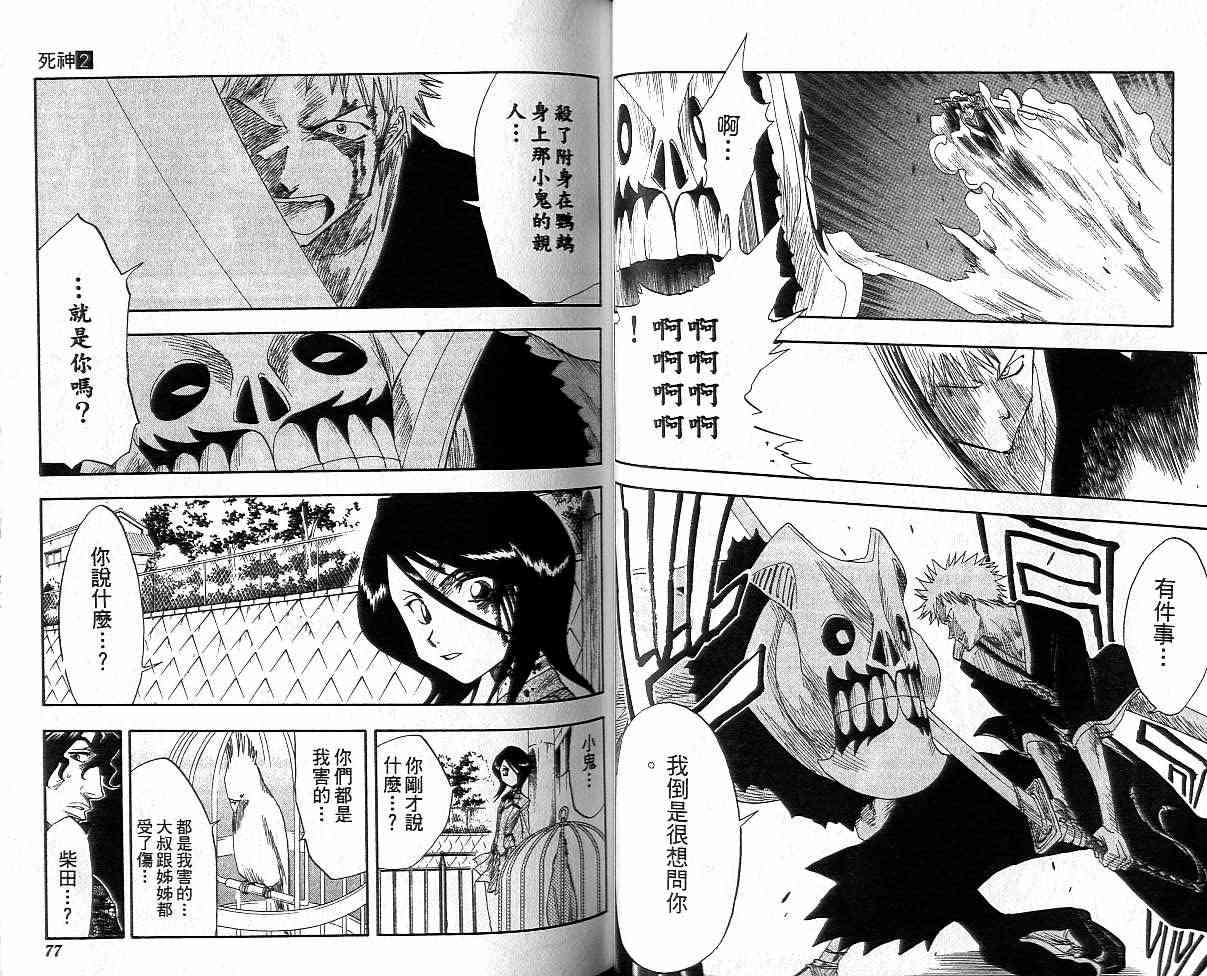 死神2
啊…
啊啊啊啊
啊啊啊啊
！
有件事…
我倒是很想問你
。
殺了附身在鸚鵡
身上那小鬼的親
人…
…就是你嗎？
你說什麼…？
小鬼…
你剛才說
什麼…？
你們都是
我害的…
都是我害的…
大叔跟姊姊都
受了傷…
柴田…？
77